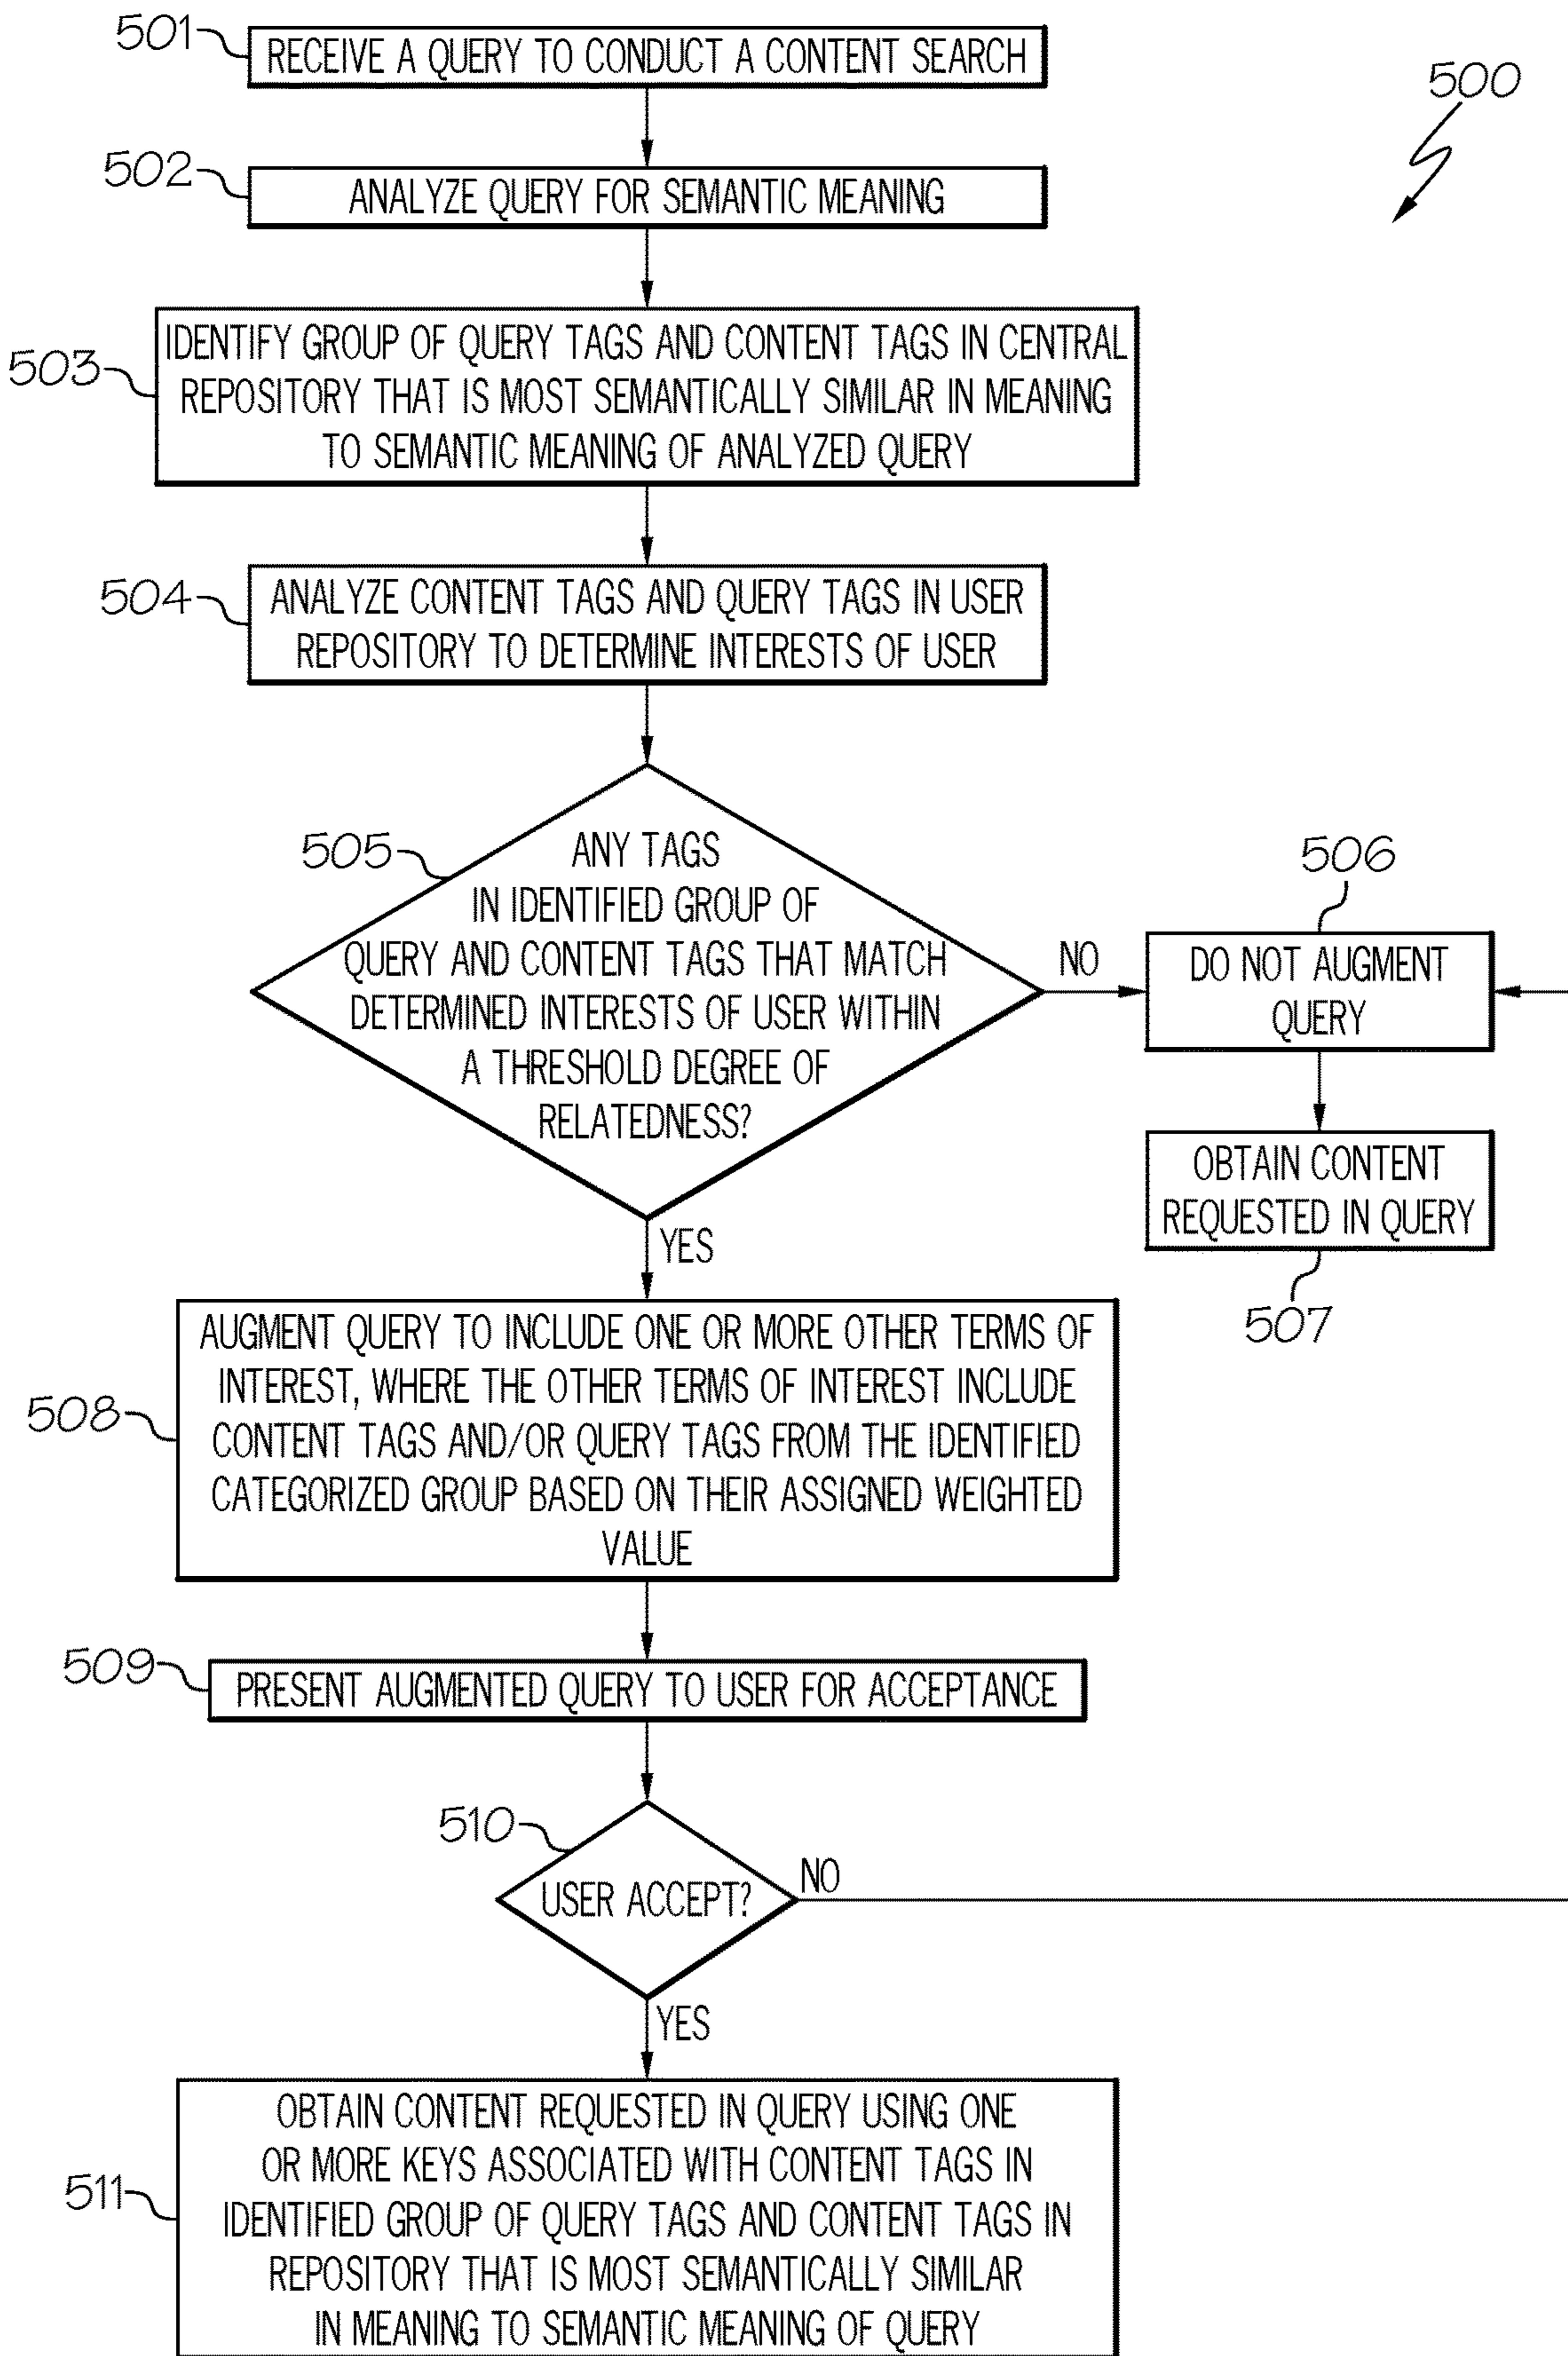 501
RECEIVE A QUERY TO CONDUCT A CONTENT SEARCH
500
502
ANALYZE QUERY FOR SEMANTIC MEANING
503
IDENTIFY GROUP OF QUERY TAGS AND CONTENT TAGS IN CENTRAL
REPOSITORY THAT IS MOST SEMANTICALLY SIMILAR IN MEANING
TO SEMANTIC MEANING OF ANALYZED QUERY
504
ANALYZE CONTENT TAGS AND QUERY TAGS IN USER
REPOSITORY TO DETERMINE INTERESTS OF USER
505
ANY TAGS
IN IDENTIFIED GROUP OF
QUERY AND CONTENT TAGS THAT MATCH
DETERMINED INTERESTS OF USER WITHIN
A THRESHOLD DEGREE OF
RELATEDNESS?
NO
506
DO NOT AUGMENT
QUERY
OBTAIN CONTENT
REQUESTED IN QUERY
507
YES
508
AUGMENT QUERY TO INCLUDE ONE OR MORE OTHER TERMS OF
INTEREST, WHERE THE OTHER TERMS OF INTEREST INCLUDE
CONTENT TAGS AND/OR QUERY TAGS FROM THE IDENTIFIED
CATEGORIZED GROUP BASED ON THEIR ASSIGNED WEIGHTED
VALUE
509
PRESENT AUGMENTED QUERY TO USER FOR ACCEPTANCE
510
USER ACCEPT?
NO
YES
511
OBTAIN CONTENT REQUESTED IN QUERY USING ONE
OR MORE KEYS ASSOCIATED WITH CONTENT TAGS IN
IDENTIFIED GROUP OF QUERY TAGS AND CONTENT TAGS IN
REPOSITORY THAT IS MOST SEMANTICALLY SIMILAR
IN MEANING TO SEMANTIC MEANING OF QUERY